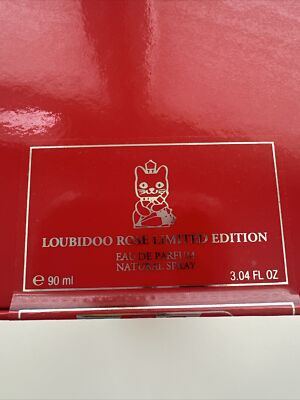 LOUBIDOO ROSE LIMITED EDITION
EAU DE PARFUM
NATURAL SPRAY
℮ 90 ml
3.04 FL OZ